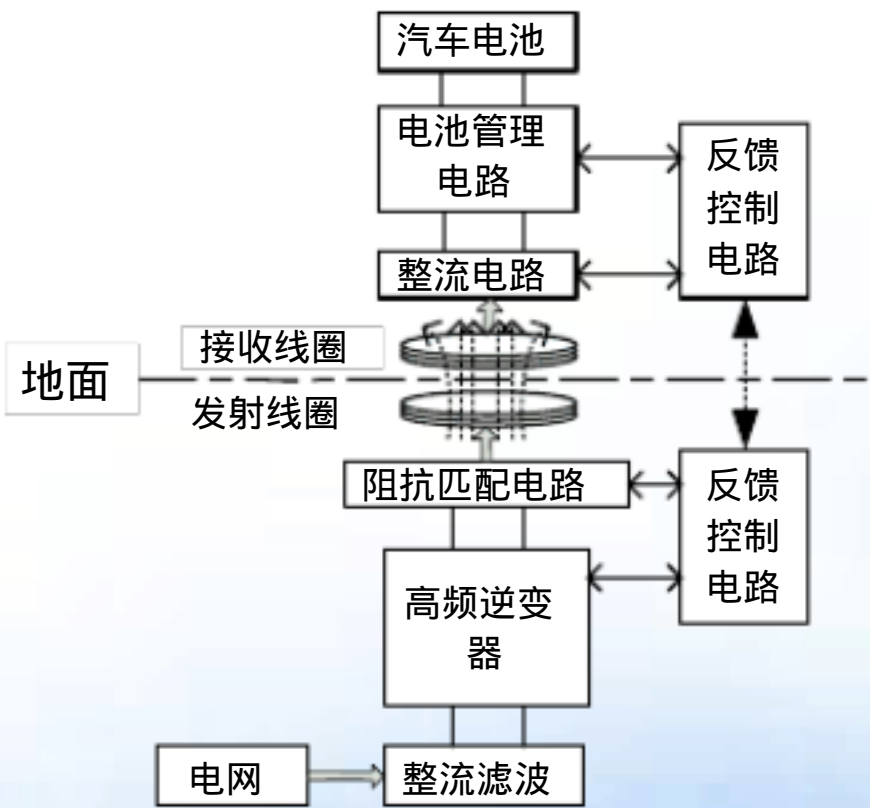 汽车电池
电池管理
电路
反馈
控制
电路
整流电路
接收线圈
地面
发射线圈
阻抗匹配电路
反馈
控制
电路
高频逆变
器
电网
整流滤波